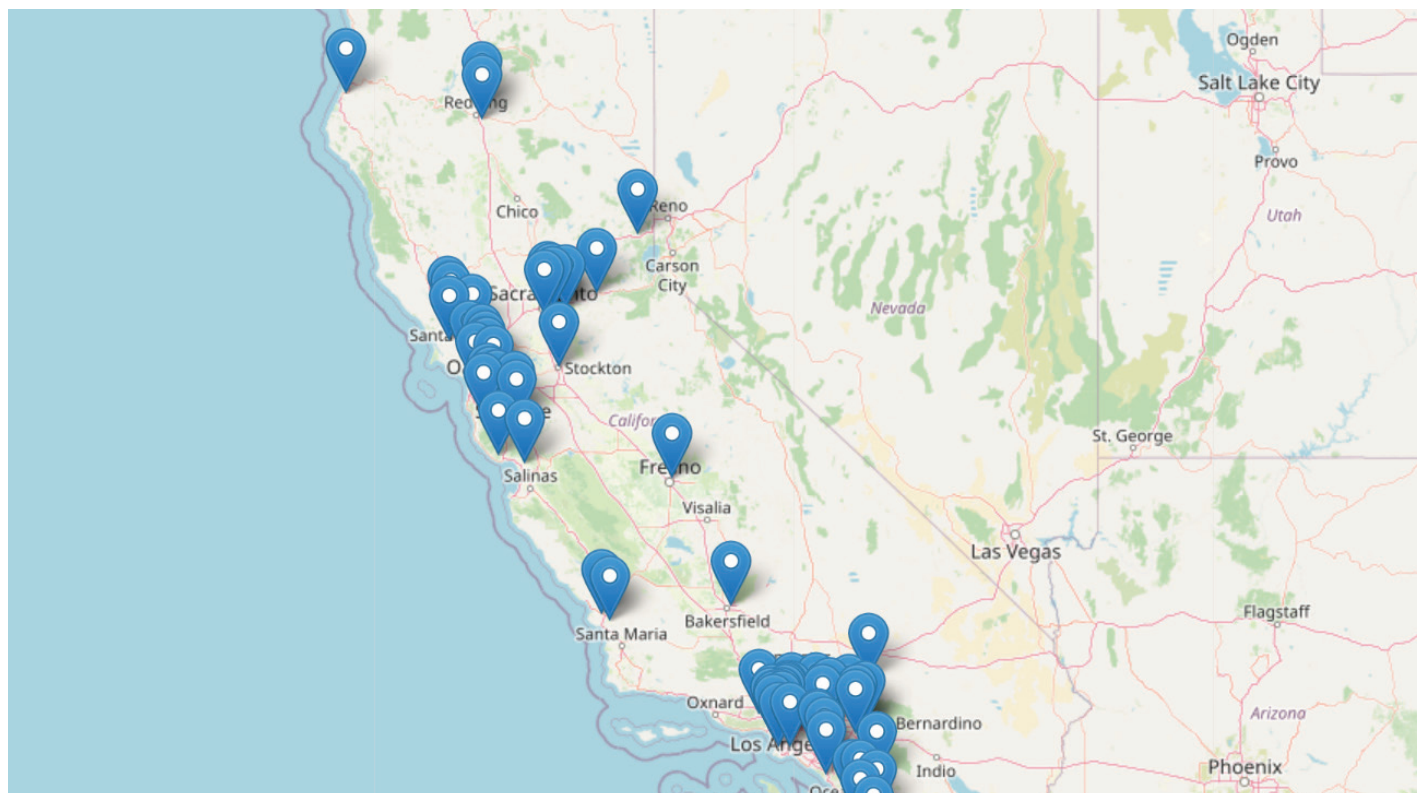 Ogden
Salt Lake City
Provo
Utah
Chico
Reno
Carson
City
Nevada
Stockton
St. George
Salinas
Visalia
Las Vegas
Santa Maria
Bakersfield
Flagstaff
Oxnard
Bernardino
Arizona
Indio
Phoenix